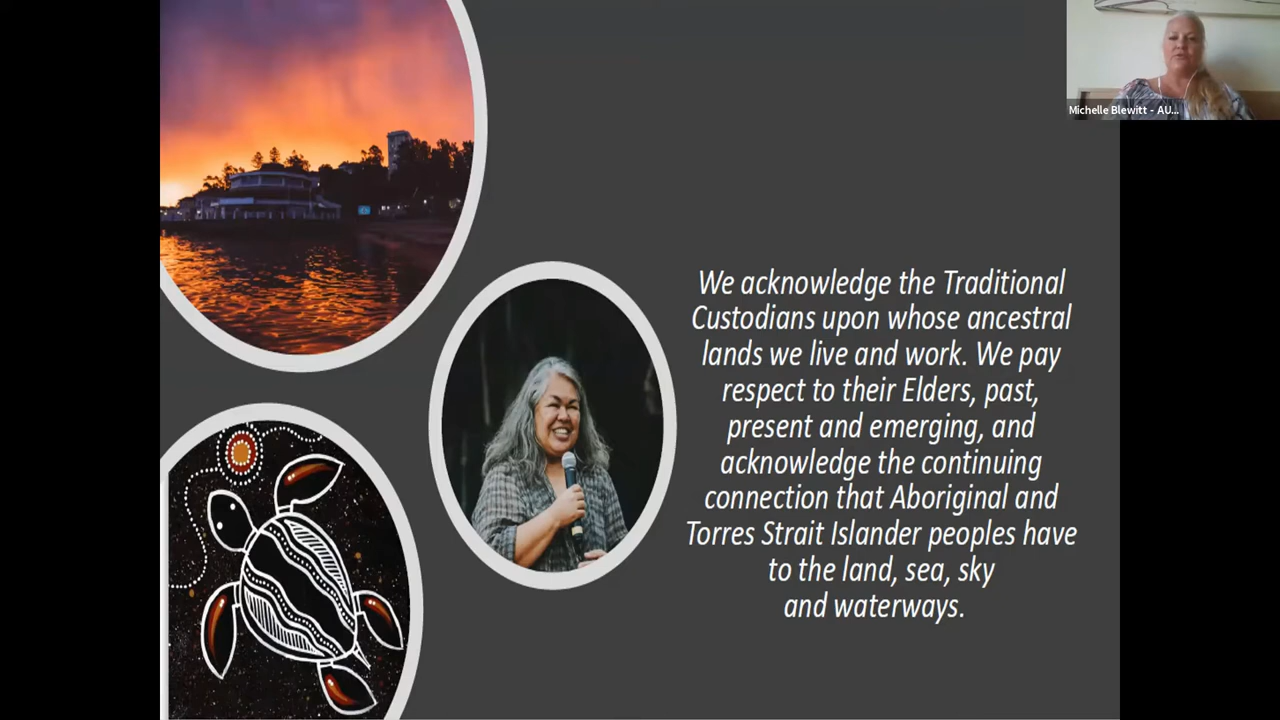 Michelle Blewitt - AU...
We acknowledge the Traditional
Custodians upon whose ancestral
lands we live and work. We pay
respect to their Elders, past,
present and emerging, and
acknowledge the continuing
connection that Aboriginal and
Torres Strait Islander peoples have
to the land, sea, sky
and waterways.